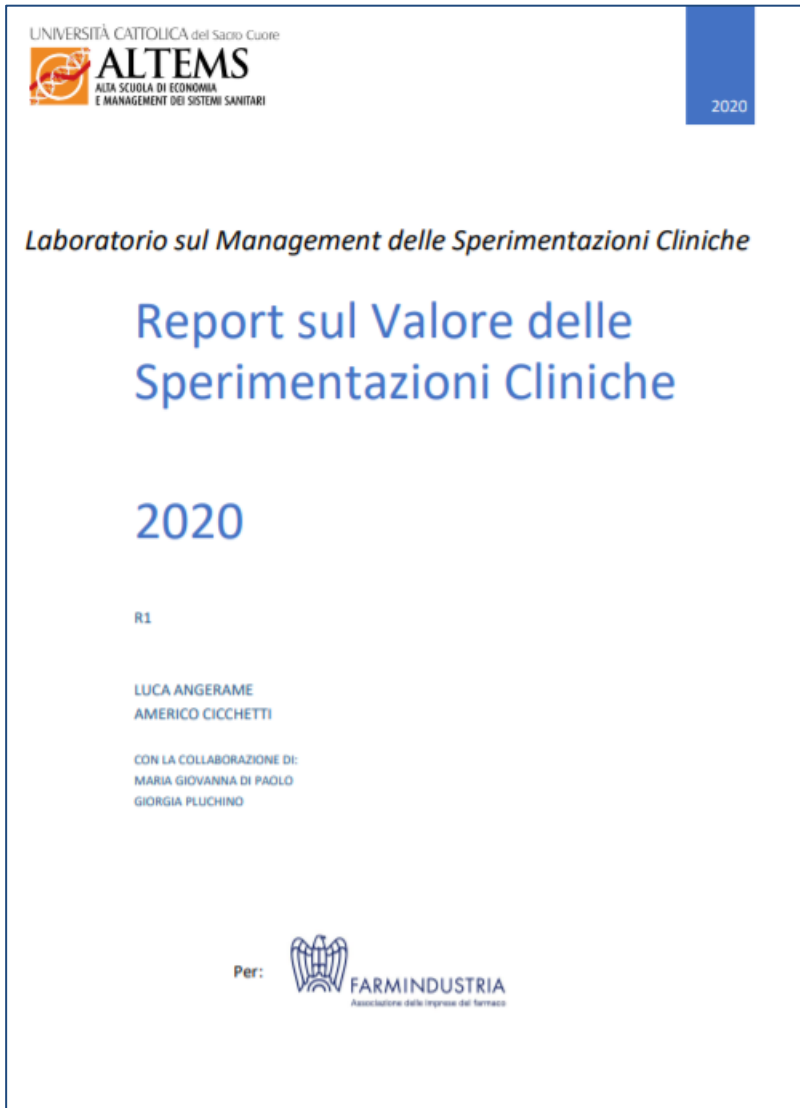 UNIVERSITÀ CATTOLICA del Sacro Cuore
ALTEMS
ALTA SCUOLA DI ECONOMIA
E MANAGEMENT DEI SISTEMI SANITARI
2020
Laboratorio sul Management delle Sperimentazioni Cliniche
Report sul Valore delle
Sperimentazioni Cliniche
2020
R1
LUCA ANGERAME
AMERICO CICCHETTI
CON LA COLLABORAZIONE DI:
MARIA GIOVANNA DI PAOLO
GIORGIA PLUCHINO
Per:
FARMINDUSTRIA
Associazione delle imprese del farmaco